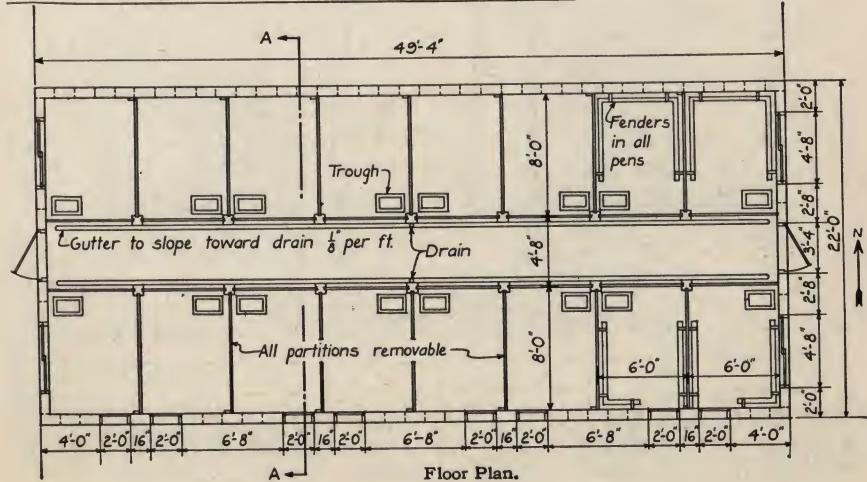 A
49'-4"
Fenders
in all
pens
Trough
8'-0"
2'-0"
4'-8"
2'-8"
3'-4"
2'-8"
4'-8"
2'-0"
22'-0"
N
Gutter to slope toward drain 1/8" per ft.
Drain
4'-8"
All partitions removable
8'-0"
6'-0" 6'-0"
4'-0" 2'-0" 16" 2'-0" 6'-8" 2'-0" 16" 2'-0" 6'-8" 2'-0" 16" 2'-0" 6'-8" 2'-0" 16" 2'-0" 4'-0"
A
Floor Plan.